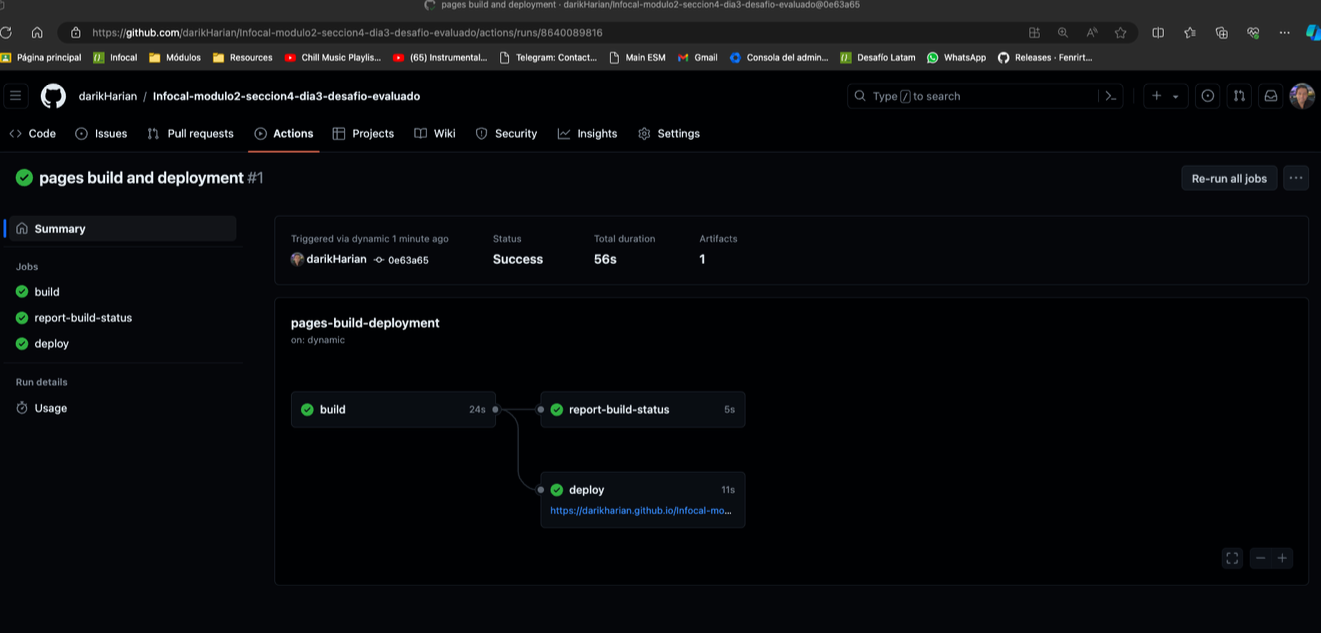 pages build and deployment · darikHarian/Infocal-modulo2-seccion4-dia3-desafio-evaluado@0e63a65
https://github.com/darikHarian/Infocal-modulo2-seccion4-dia3-desafio-evaluado/actions/runs/8640089816
Página principal Infocal Módulos Resources Chill Music Playlis... (65) Instrumental... Telegram: Contact... Main ESM Gmail Consola del admin... Desafío Latam WhatsApp Releases · Fenrirt...
darikHarian / Infocal-modulo2-seccion4-dia3-desafio-evaluado Type / to search
Code Issues Pull requests Actions Projects Wiki Security Insights Settings
pages build and deployment #1 Re-run all jobs
Summary
Jobs
build
report-build-status
deploy
Run details
Usage
Triggered via dynamic 1 minute ago Status Total duration Artifacts
darikHarian 0e63a65 Success 56s 1
pages-build-deployment
on: dynamic
build 24s report-build-status 5s
deploy 11s
https://darikharian.github.io/Infocal-mo...